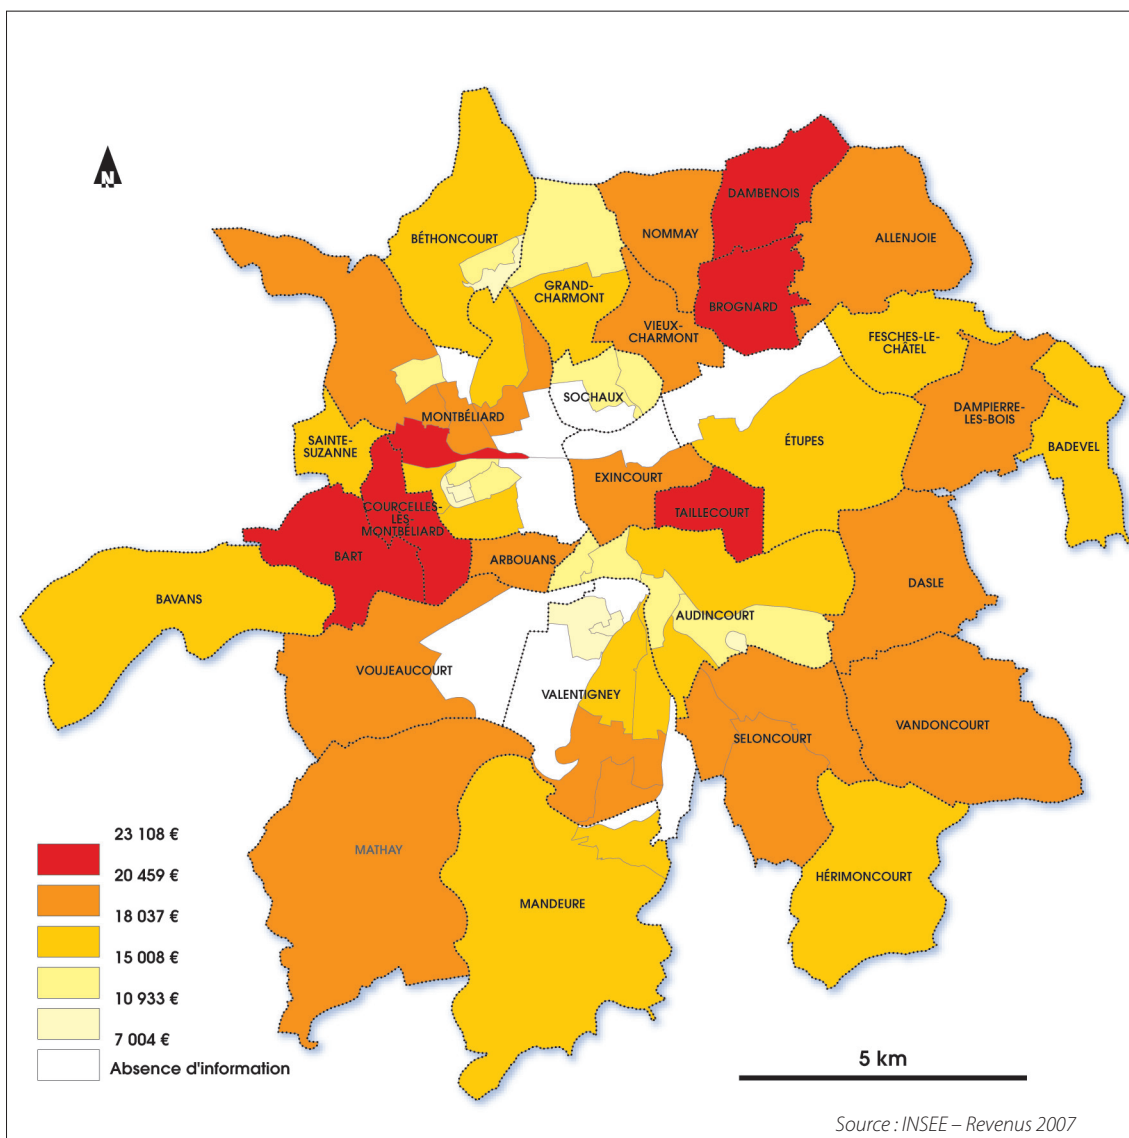 N
DAMBENOIS
BÉTHONCOURT
NOMMAY
ALLENJOIE
GRAND-
CHARMONT
BROGNARD
VIEUX-
CHARMONT
FESCHES-LE-
CHÂTEL
SOCHAUX
MONTBÉLIARD
DAMPIERRE-
LES-BOIS
SAINTE-
SUZANNE
ÉTUPES
BADEVEL
EXINCOURT
COURCELLES-
LÈS-
MONTBÉLIARD
TAILLECOURT
BART
ARBOUANS
DASLE
BAVANS
AUDINCOURT
VOUJEAUCOURT
VALENTIGNEY
VANDONCOURT
SELONCOURT
MATHAY
HÉRIMONCOURT
MANDEURE
23 108 €
20 459 €
18 037 €
15 008 €
10 933 €
7 004 €
Absence d'information
5 km
Source : INSEE – Revenus 2007